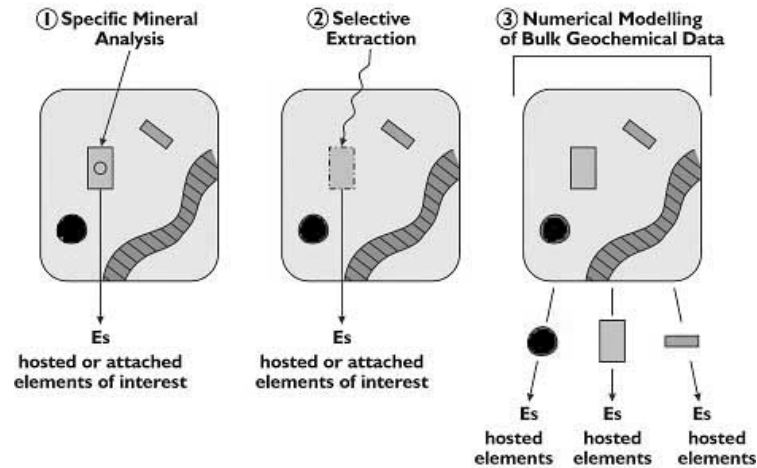 ① Specific Mineral
Analysis
② Selective
Extraction
③ Numerical Modelling
of Bulk Geochemical Data
Es
hosted or attached
elements of interest
Es
hosted or attached
elements of interest
Es
hosted
elements
Es
hosted
elements
Es
hosted
elements